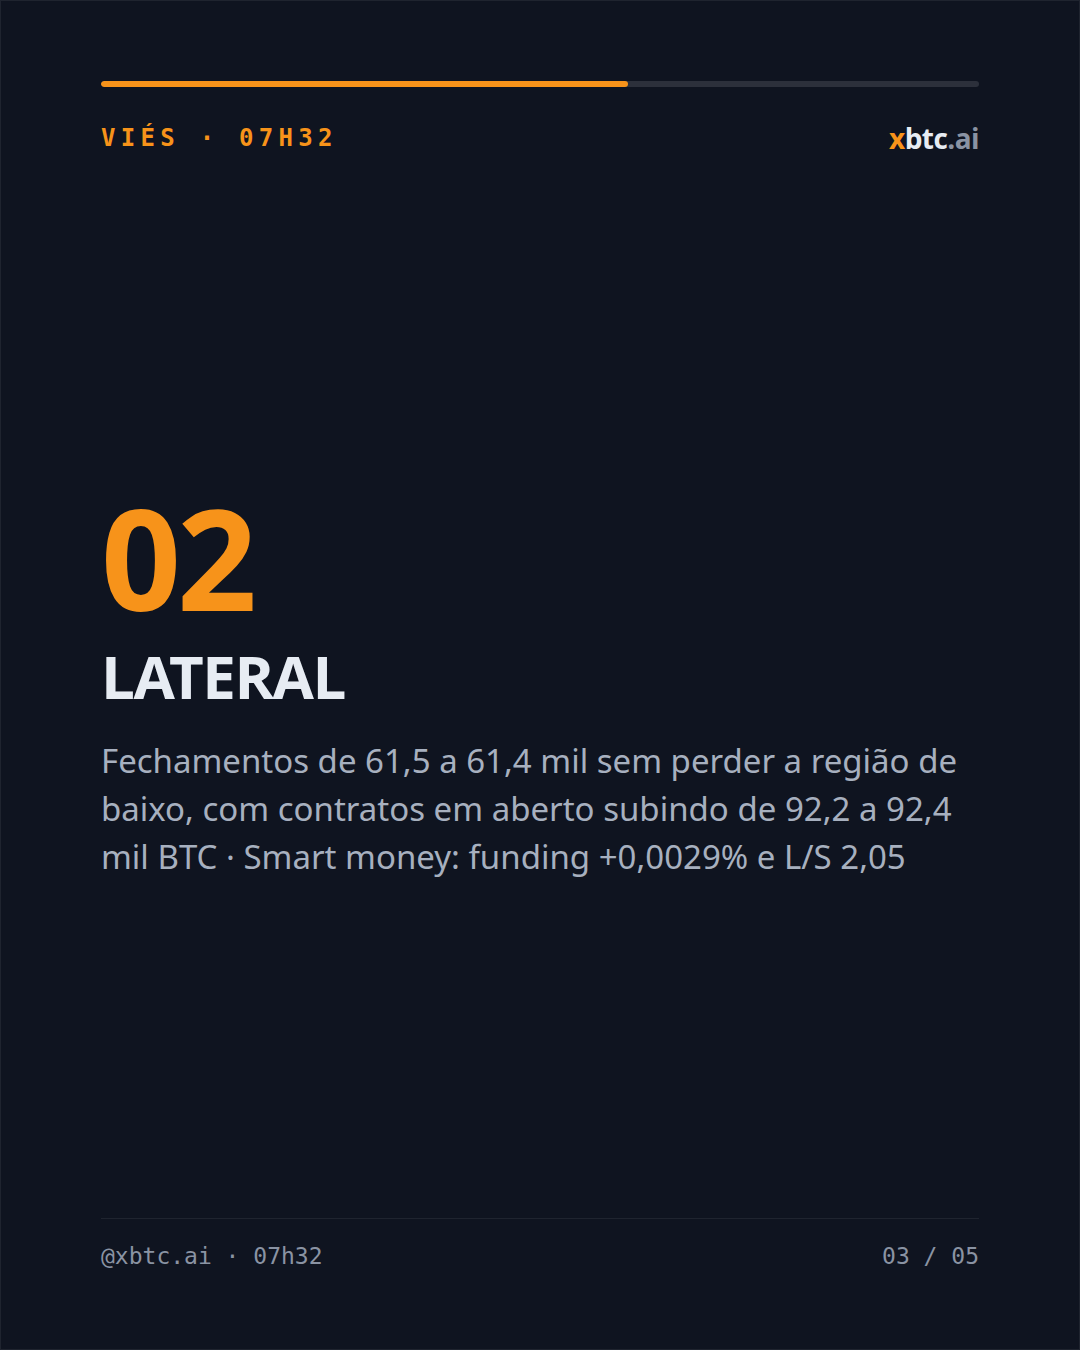 VIÉS · 07H32
xbtc.ai
02
LATERAL
Fechamentos de 61,5 a 61,4 mil sem perder a região de
baixo, com contratos em aberto subindo de 92,2 a 92,4
mil BTC · Smart money: funding +0,0029% e L/S 2,05
@xbtc.ai · 07h32
03 / 05